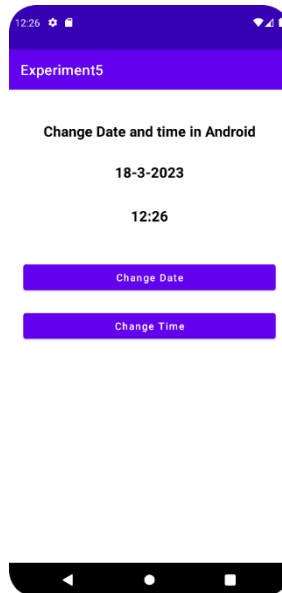 12:26
Experiment5
Change Date and time in Android
18-3-2023
12:26
Change Date
Change Time